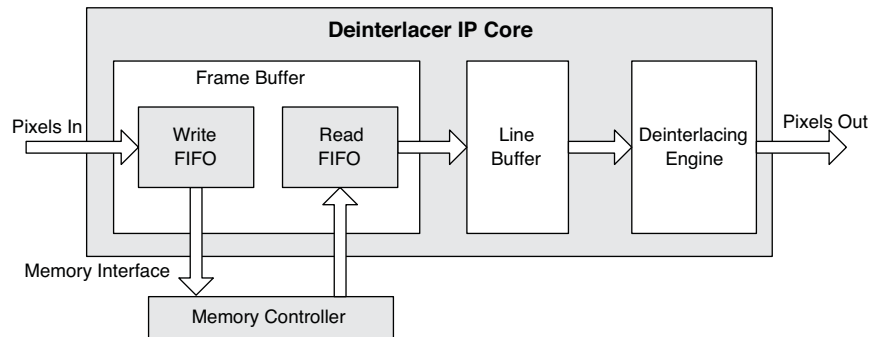 Deinterlacer IP Core
Frame Buffer
Pixels In
Write
FIFO
Read
FIFO
Line
Buffer
Deinterlacing
Engine
Pixels Out
Memory Interface
Memory Controller